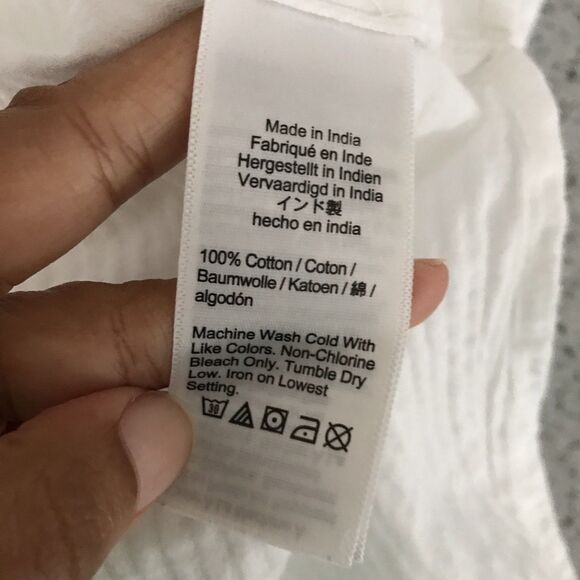 Made in India
Fabriqué en Inde
Hergestellt in Indien
Vervaardigd in India
インド製
hecho en india
100% Cotton / Coton /
Baumwolle / Katoen / 綿 /
algodón
Machine Wash Cold With
Like Colors. Non-Chlorine
Bleach Only. Tumble Dry
Low. Iron on Lowest
Setting.
30